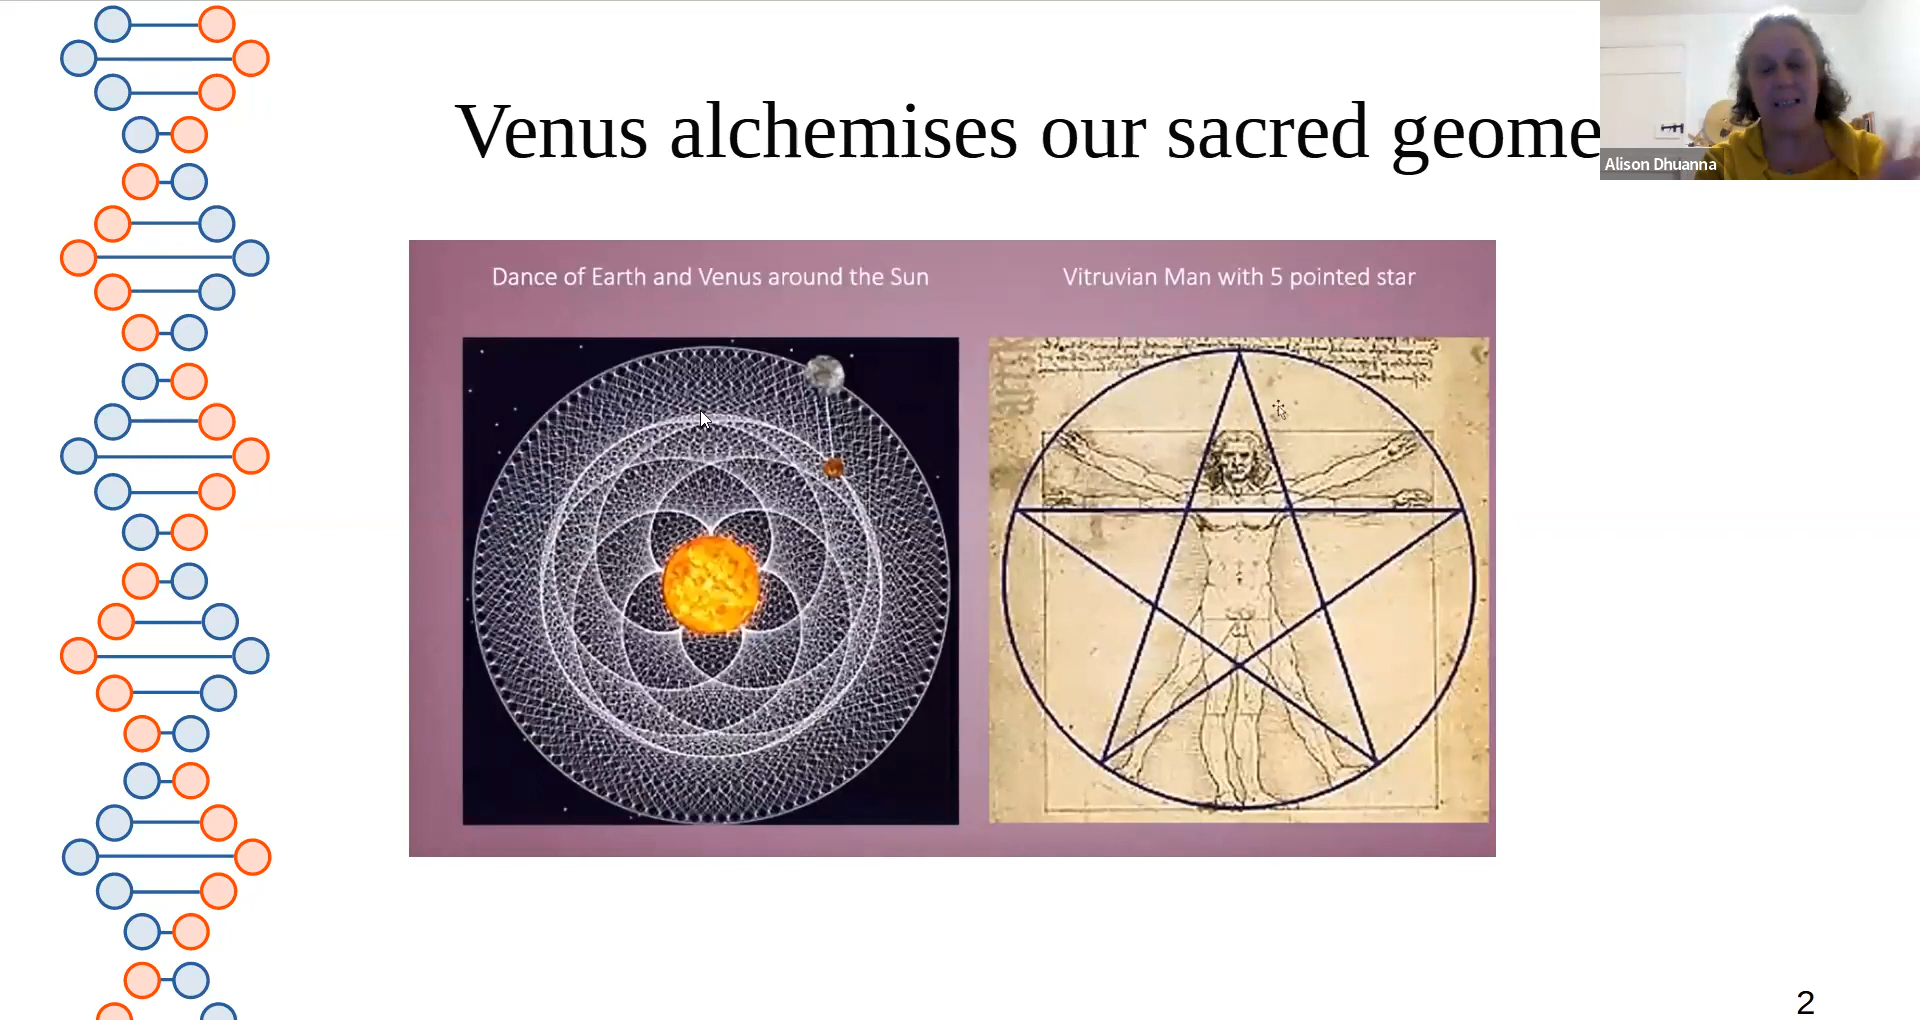 Venus alchemises our sacred geome
Alison Dhuanna
Dance of Earth and Venus around the Sun
Vitruvian Man with 5 pointed star
2